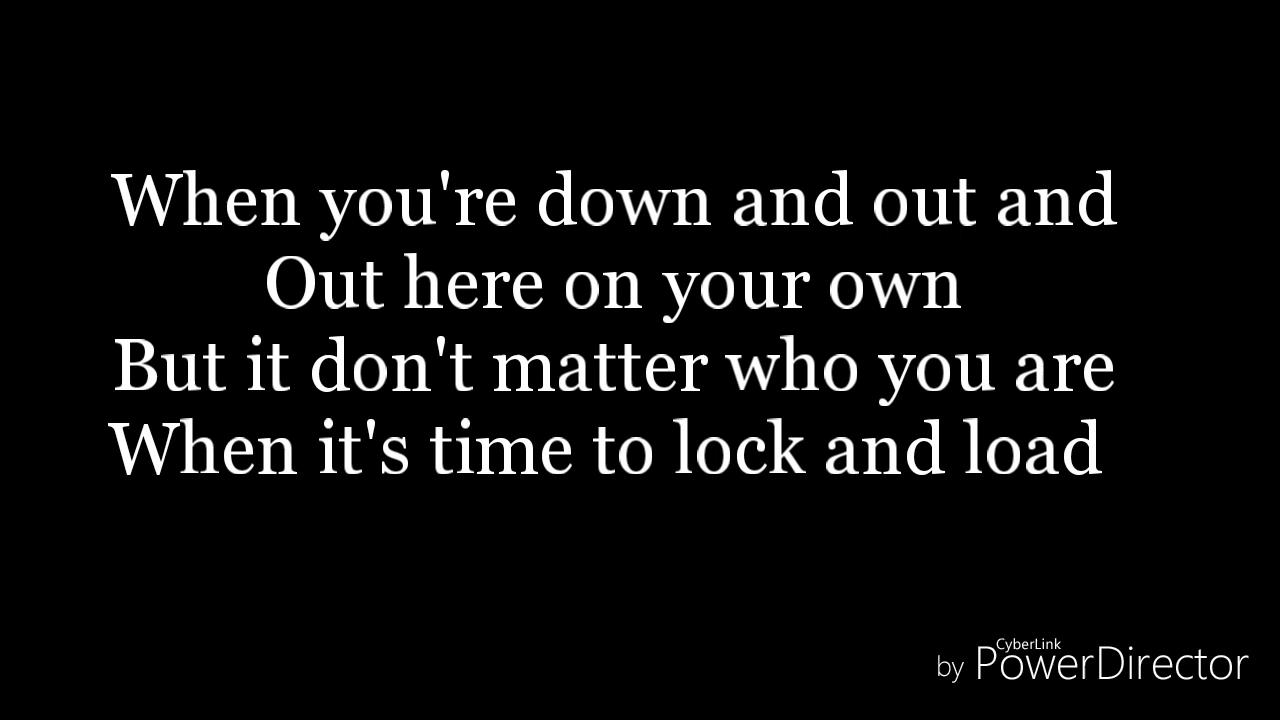 When you're down and out and
Out here on your own
But it don't matter who you are
When it's time to lock and load
by CyberLink PowerDirector